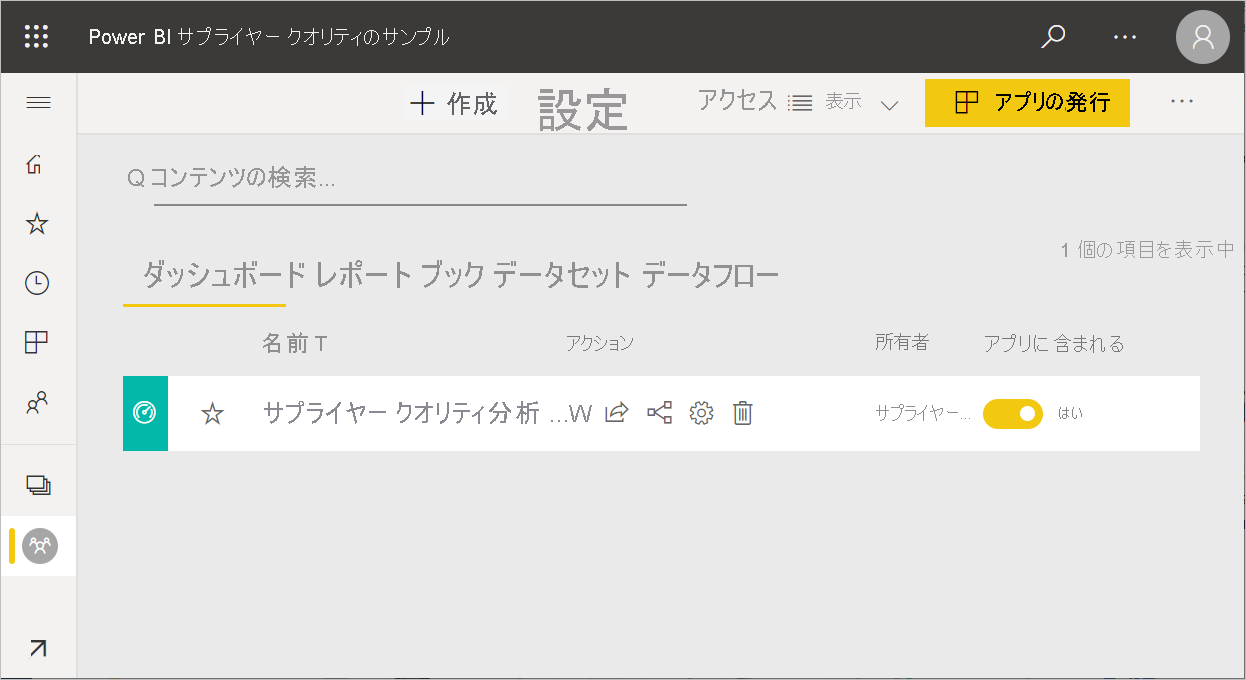 Power BI サプライヤー クオリティのサンプル
作成 設定 アクセス 表示 アプリの発行
Q コンテンツの検索...
1 個の項目を表示中
ダッシュボード レポート ブック データセット データフロー
名前 T アクション 所有者 アプリに 含まれる
サプライヤー クオリティ分析 ...W サプライヤー... はい